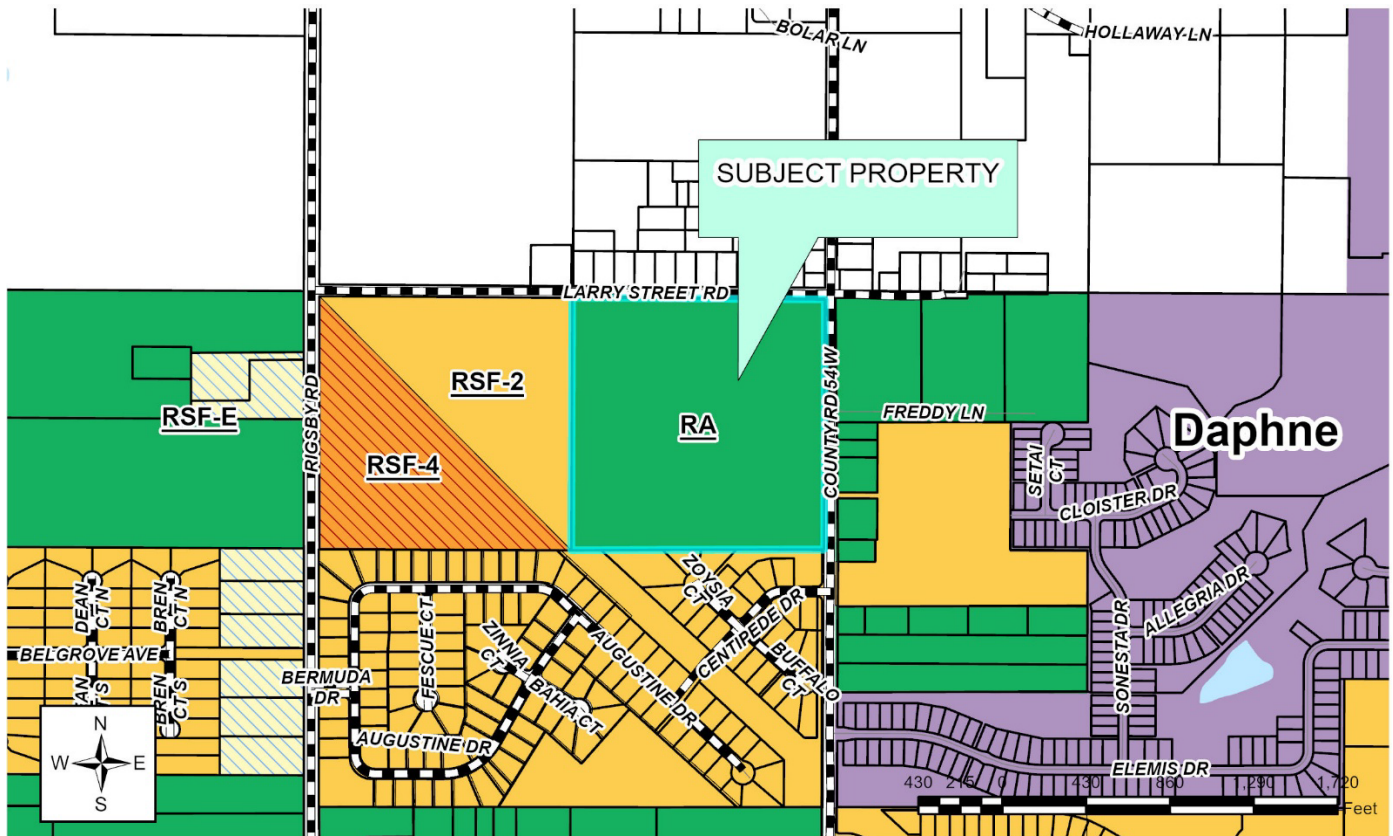 BOLAR LN
HOLLAWAY LN
SUBJECT PROPERTY
LARRY STREET RD
RSF-2
RSF-E
RIGSBY RD
RSF-4
RA
COUNTY RD 54 W
FREDDY LN
Daphne
SETAI
CT
CLOISTER DR
ALLEGRIA DR
SONESTA DR
DEAN
CT N
BREN
CT N
BELGROVE AVE
CT S
BREN
CT S
BERMUDA
DR
FESCUE CT
ZINNIA
CT
BAHIA CT
AUGUSTINE DR
AUGUSTINE DR
ZOYSIA
CT
CENTIPEDE DR
BUFFALO
CT
ELEMIS DR
N
W E
S
430 215 0 430 860 1,290 1,720
Feet